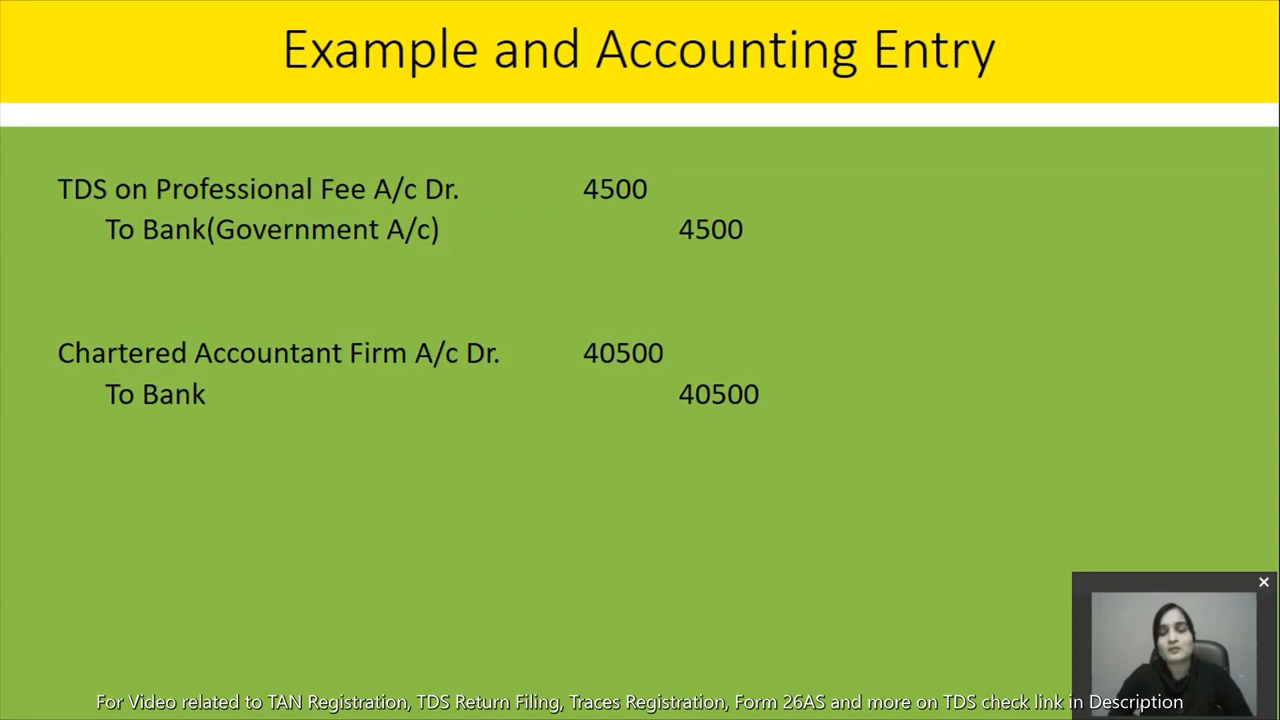 Example and Accounting Entry
TDS on Professional Fee A/c Dr. 4500
To Bank(Government A/c) 4500
Chartered Accountant Firm A/c Dr. 40500
To Bank 40500
For Video related to TAN Registration, TDS Return Filing, Traces Registration, Form 26AS and more on TDS check link in Description